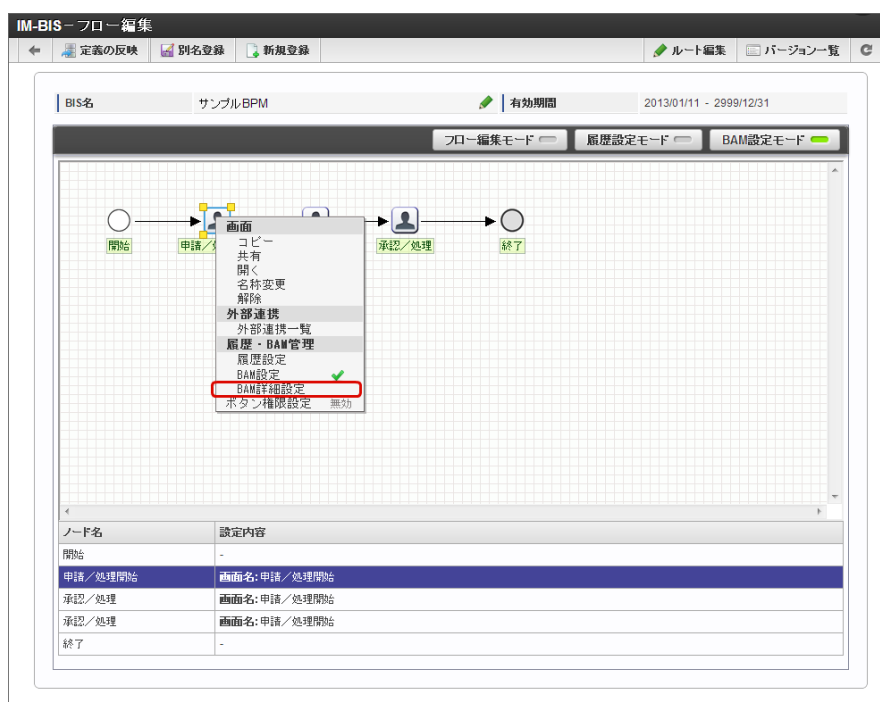 IM-BIS－フロー編集
定義の反映 別名登録 新規登録 ルート編集 バージョン一覧
BIS名 サンプルBPM 有効期間 2013/01/11 - 2999/12/31
フロー編集モード 履歴設定モード BAM設定モード
開始 申請／ 承認／処理 終了
画面
コピー
共有
開く
名称変更
解除
外部連携
外部連携一覧
履歴・BAM管理
履歴設定
BAM設定
BAM詳細設定
ボタン権限設定 無効
ノード名 設定内容
開始 -
申請／処理開始 画面名:申請／処理開始
承認／処理 画面名:申請／処理開始
承認／処理 画面名:申請／処理開始
終了 -